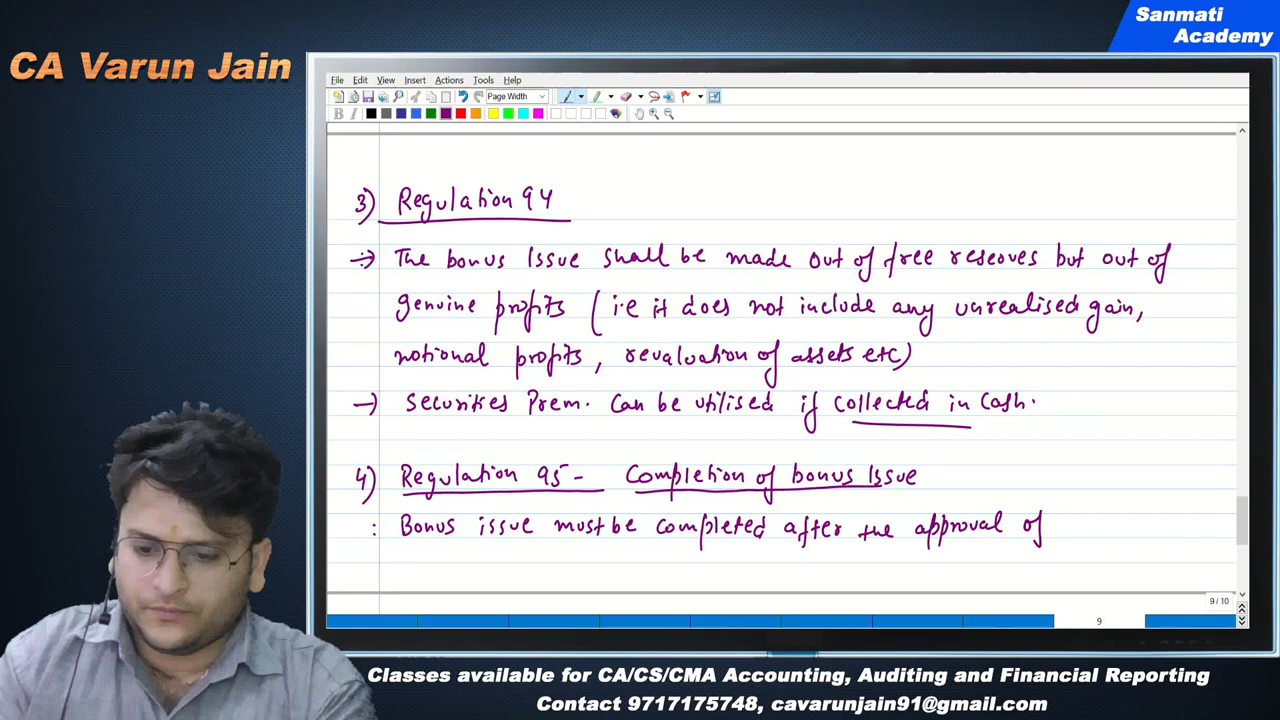 Sanmati
Academy
CA Varun Jain
File Edit View Insert Actions Tools Help
Page Width
B I
3) Regulation 94
→ The bonus Issue shall be made out of free reserves but out of
genuine profits (i.e it does not include any unrealised gain,
notional profits, revaluation of assets etc)
→ Securities Prem. Can be utilised if collected in Cash.
4) Regulation 95 - Completion of bonus Issue
: Bonus issue must be completed after the approval of
9/10
9
Classes available for CA/CS/CMA Accounting, Auditing and Financial Reporting
Contact 9717175748, cavarunjain91@gmail.com